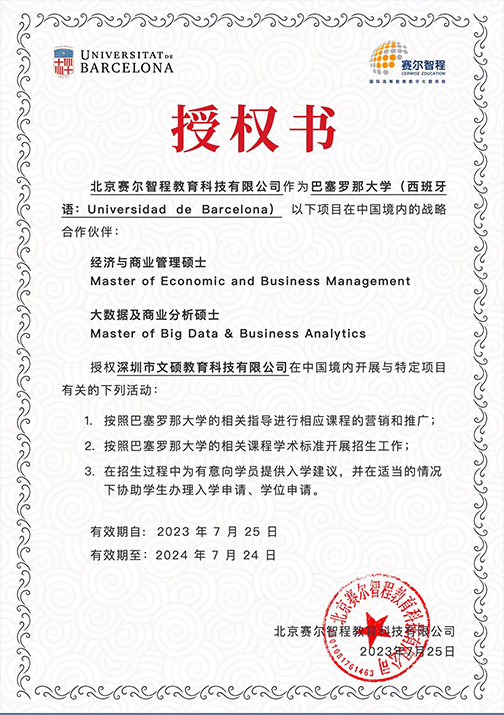 UNIVERSITAT DE
BARCELONA
赛尔智程
CERWISE EDUCATION
国际高等教育数字化服务商
授权书
北京赛尔智程教育科技有限公司作为巴塞罗那大学（西班牙
语：Universidad de Barcelona） 以下项目在中国境内的战略
合作伙伴：
经济与商业管理硕士
Master of Economic and Business Management
大数据及商业分析硕士
Master of Big Data & Business Analytics
授权深圳市文硕教育科技有限公司在中国境内开展与特定项目
有关的下列活动：
1. 按照巴塞罗那大学的相关指导进行相应课程的营销和推广；
2. 按照巴塞罗那大学的相关课程学术标准开展招生工作；
3. 在招生过程中为有意向学员提供入学建议，并在适当的情况
下协助学生办理入学申请、学位申请。
有效期自: 2023 年 7 月 25 日
有效期至: 2024 年 7 月 24 日
北京赛尔智程教育科技有限公司
北京赛尔智程教育科技有限公司
2023年7月25日